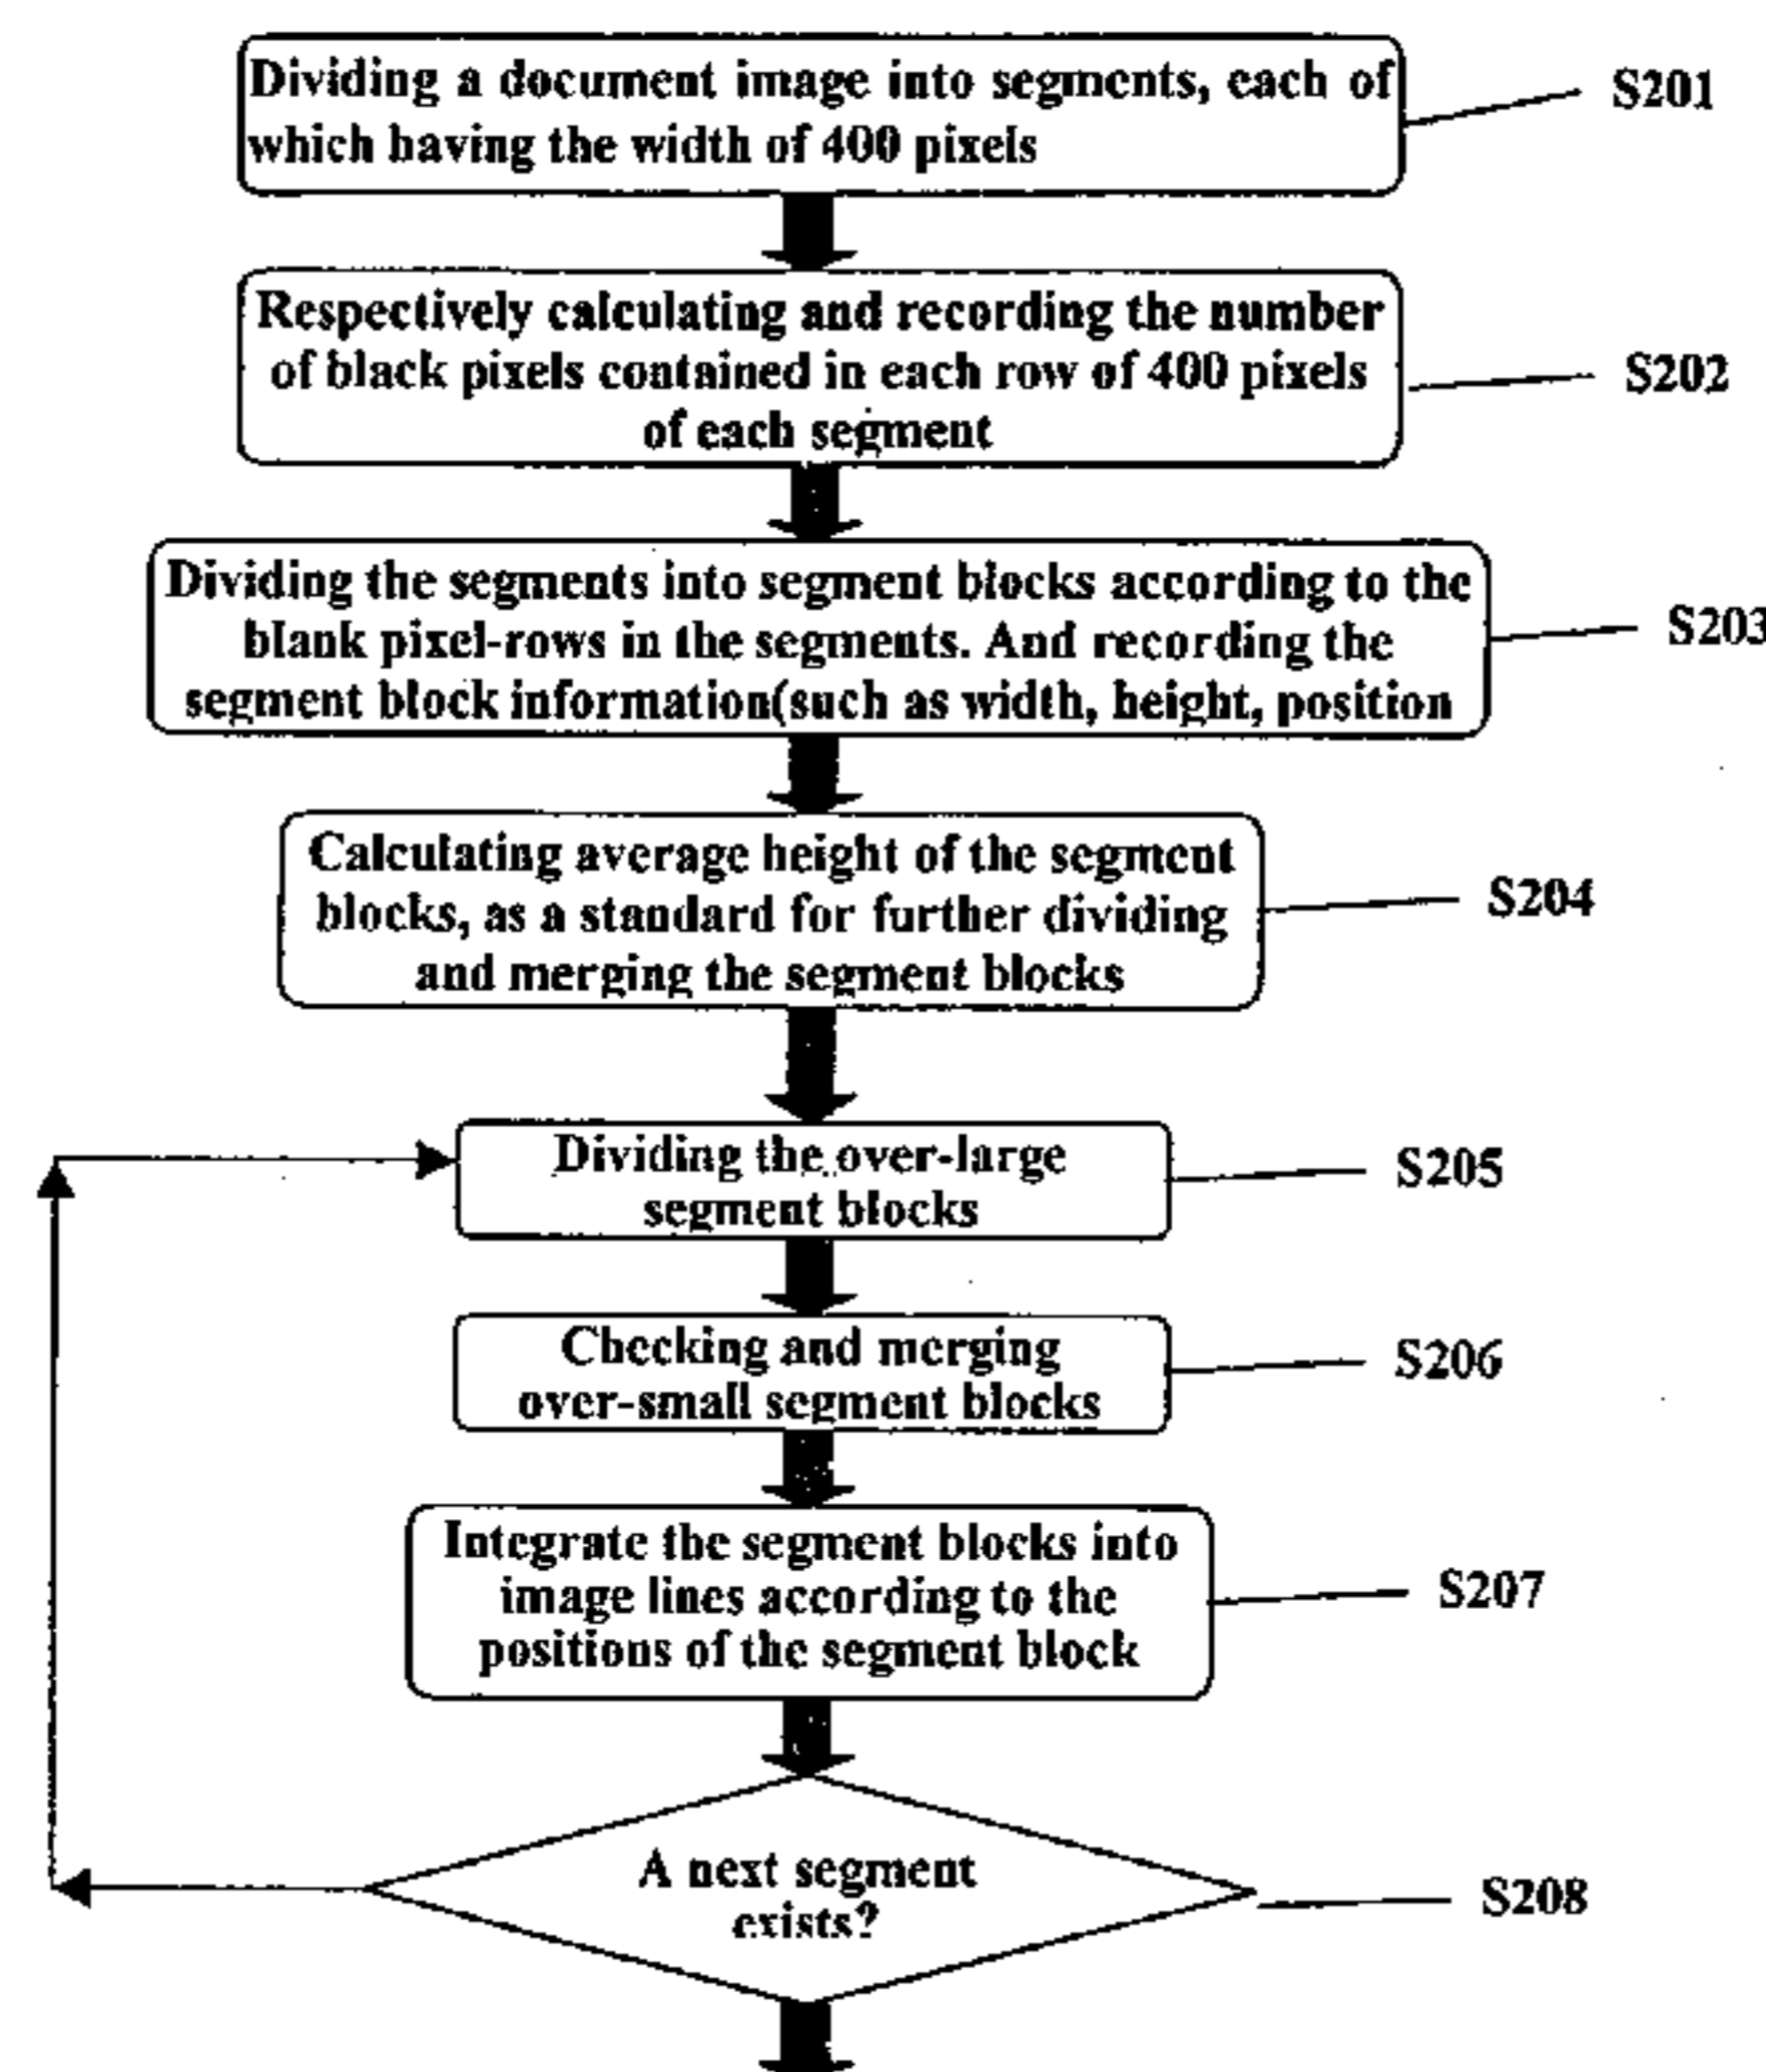 Dividing a document image into segments, each of
which having the width of 400 pixels
S201
Respectively calculating and recording the number
of black pixels contained in each row of 400 pixels
of each segment
S202
Dividing the segments into segment blocks according to the
blank pixel-rows in the segments. And recording the
segment block information(such as width, height, position
S203
Calculating average height of the segment
blocks, as a standard for further dividing
and merging the segment blocks
S204
Dividing the over-large
segment blocks
S205
Checking and merging
over-small segment blocks
S206
Integrate the segment blocks into
image lines according to the
positions of the segment block
S207
A next segment
exists?
S208